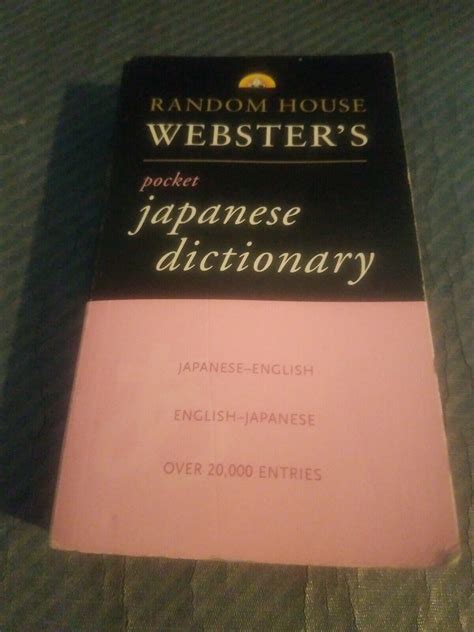 RANDOM HOUSE
WEBSTER'S
pocket
japanese
dictionary
JAPANESE–ENGLISH
ENGLISH–JAPANESE
OVER 20,000 ENTRIES